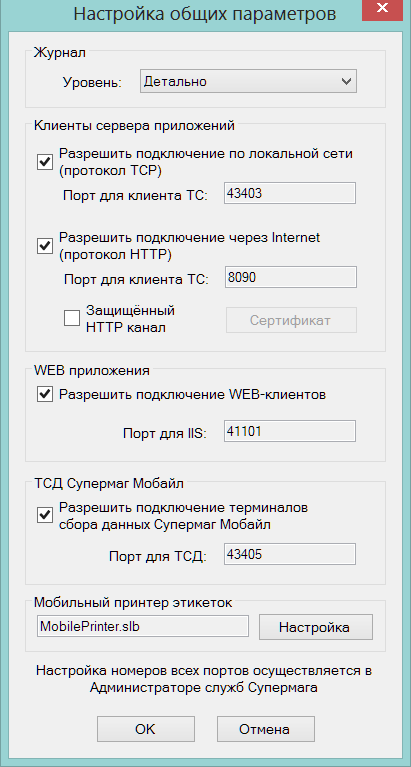 Настройка общих параметров
Журнал
Уровень: Детально
Клиенты сервера приложений
Разрешить подключение по локальной сети
(протокол TCP)
Порт для клиента ТС: 43403
Разрешить подключение через Internet
(протокол HTTP)
Порт для клиента ТС: 8090
Защищённый
HTTP канал
Сертификат
WEB приложения
Разрешить подключение WEB-клиентов
Порт для IIS: 41101
ТСД Супермаг Мобайл
Разрешить подключение терминалов
сбора данных Супермаг Мобайл
Порт для ТСД: 43405
Мобильный принтер этикеток
MobilePrinter.slb Настройка
Настройка номеров всех портов осуществляется в
Администраторе служб Супермага
OK Отмена